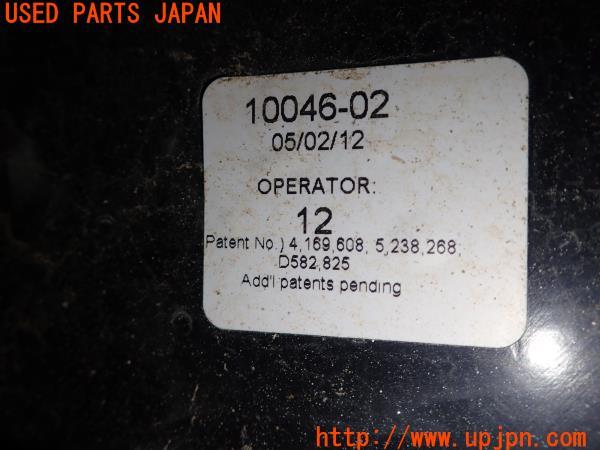 USED PARTS JAPAN
10046-02
05/02/12
OPERATOR:
12
Patent No.) 4,169,608, 5,238,268,
D582,825
Add'l patents pending
http://www.upjpn.com